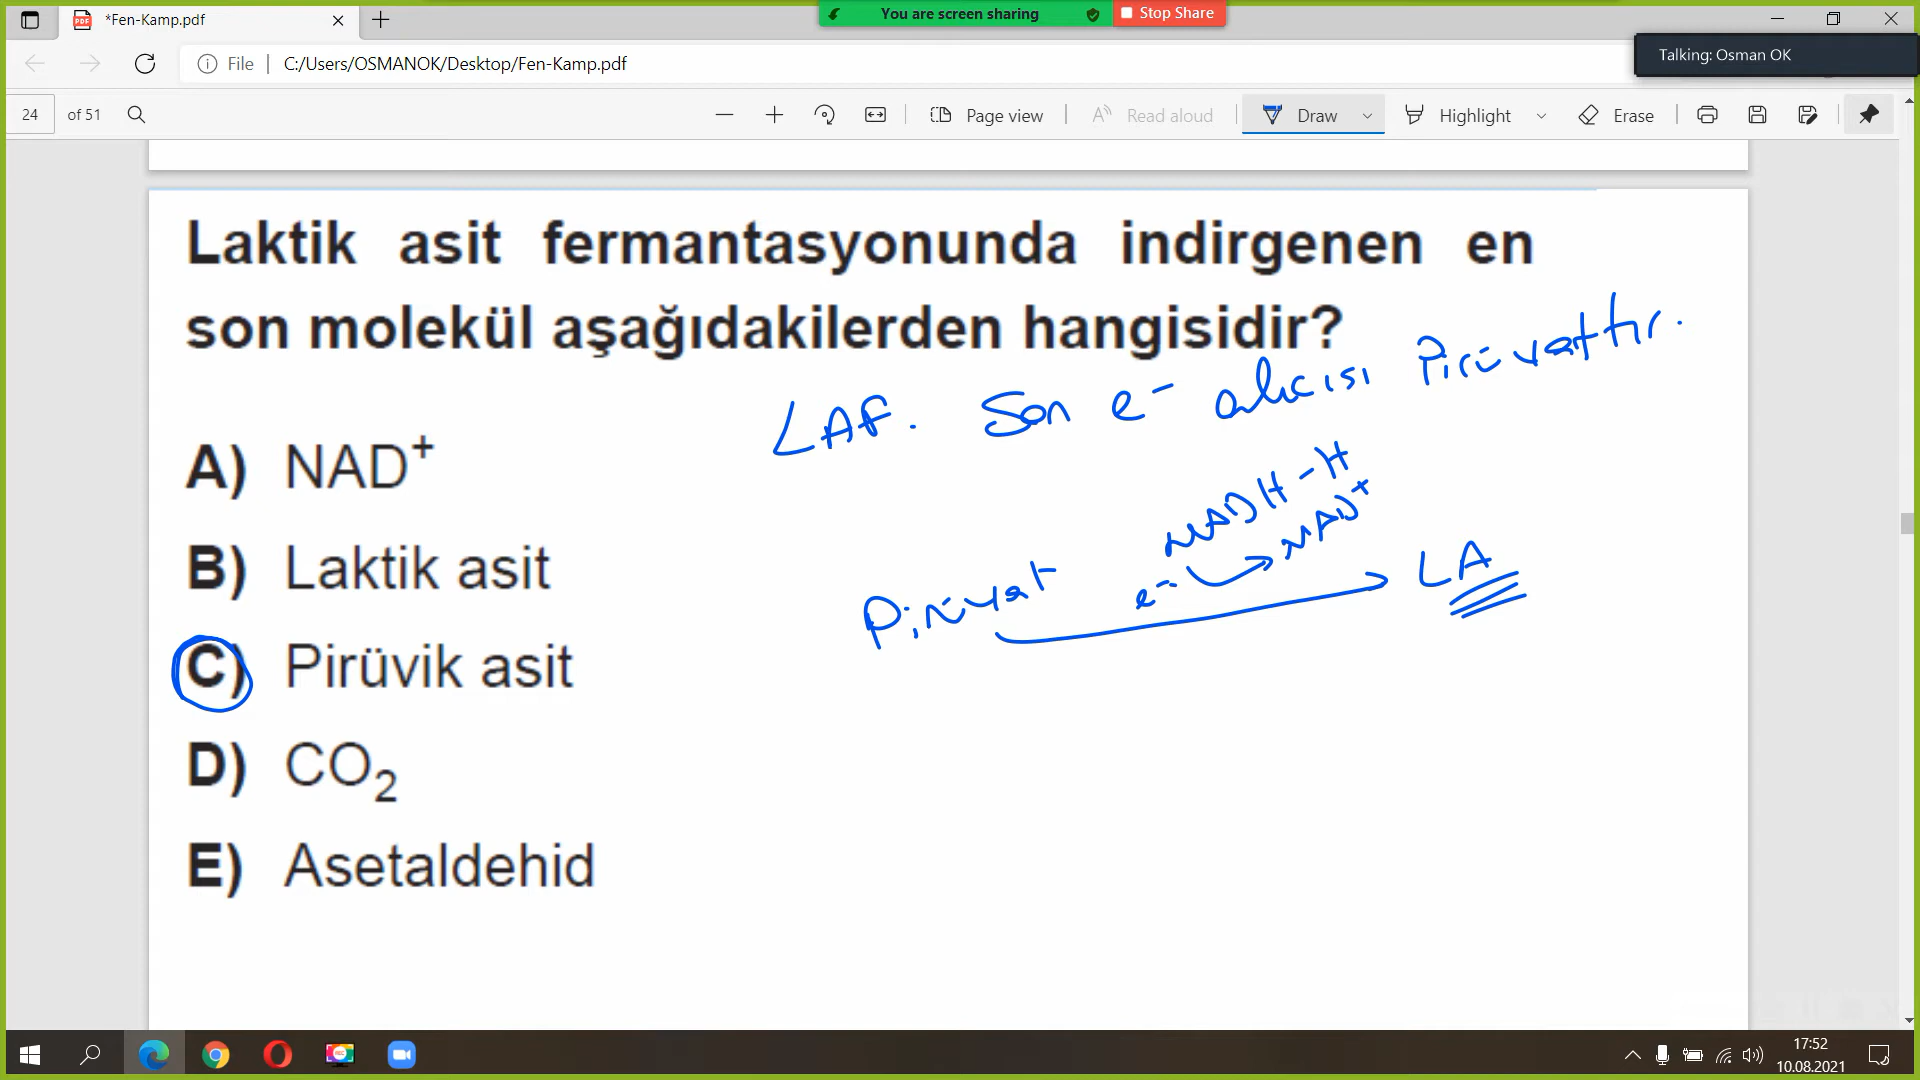 *Fen-Kamp.pdf
You are screen sharing
Stop Share
File
C:/Users/OSMANOK/Desktop/Fen-Kamp.pdf
Talking: Osman OK
24 of 51
Page view
Read aloud
Draw
Highlight
Erase
Laktik asit fermantasyonunda indirgenen en
son molekül aşağıdakilerden hangisidir?
LAF. Son e⁻ alıcısı Pirüvattır.
A) NAD⁺
B) Laktik asit
C) Pirüvik asit
D) CO₂
E) Asetaldehid
NADH-H
NAD⁺
Pirüvat e⁻ LA
17:52
10.08.2021